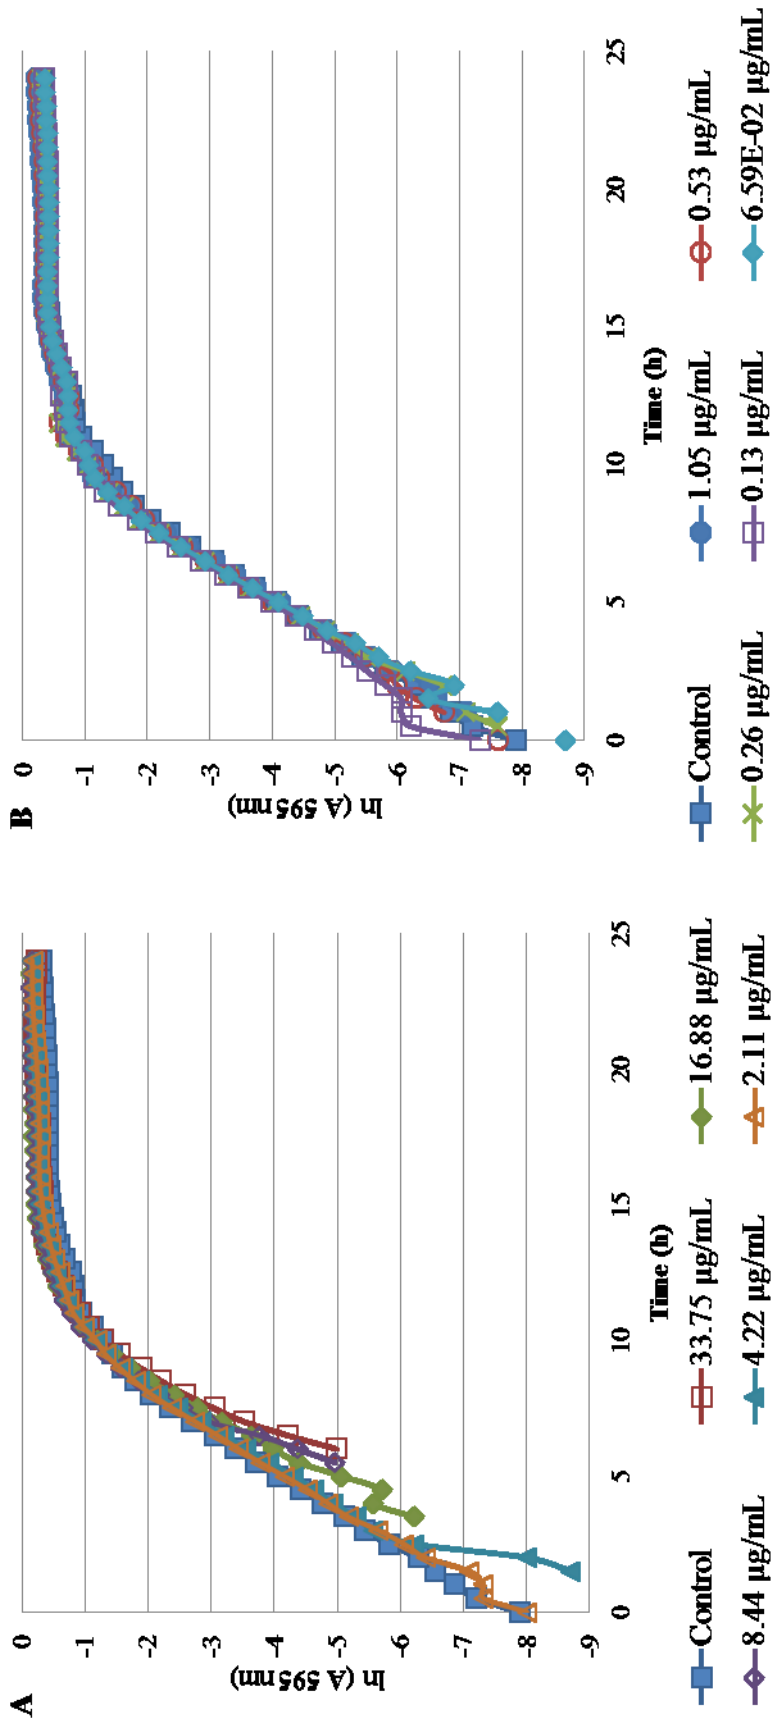 A
0
-1
-2
-3
-4
-5
-6
-7
-8
-9
ln (A 595 nm)
0 5 10 15 20 25
Time (h)
Control 33.75 µg/mL 16.88 µg/mL
8.44 µg/mL 4.22 µg/mL 2.11 µg/mL
B
0
-1
-2
-3
-4
-5
-6
-7
-8
-9
ln (A 595 nm)
0 5 10 15 20 25
Time (h)
Control 1.05 µg/mL 0.53 µg/mL
0.26 µg/mL 0.13 µg/mL 6.59E-02 µg/mL